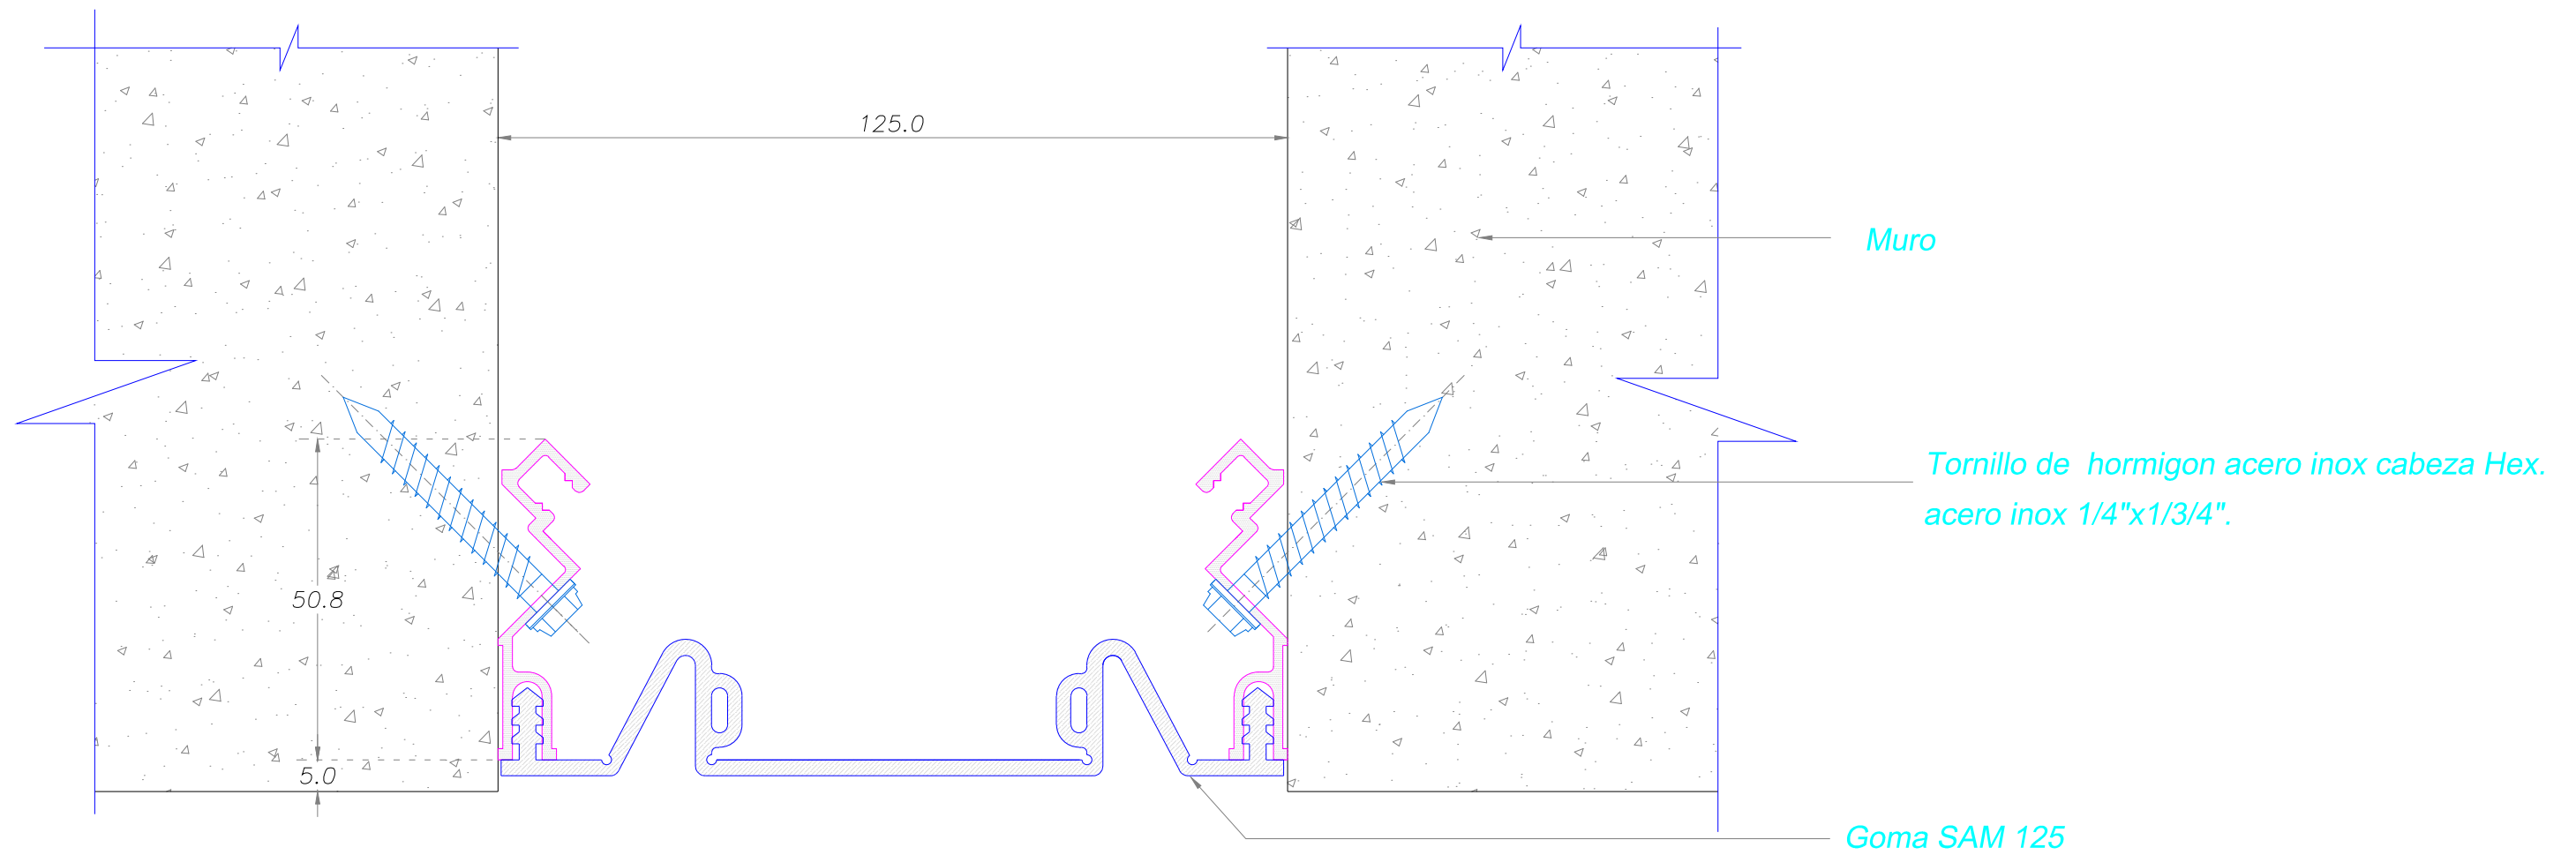 125.0
Muro
Tornillo de hormigon acero inox cabeza Hex.
acero inox 1/4"x1/3/4".
50.8
5.0
Goma SAM 125